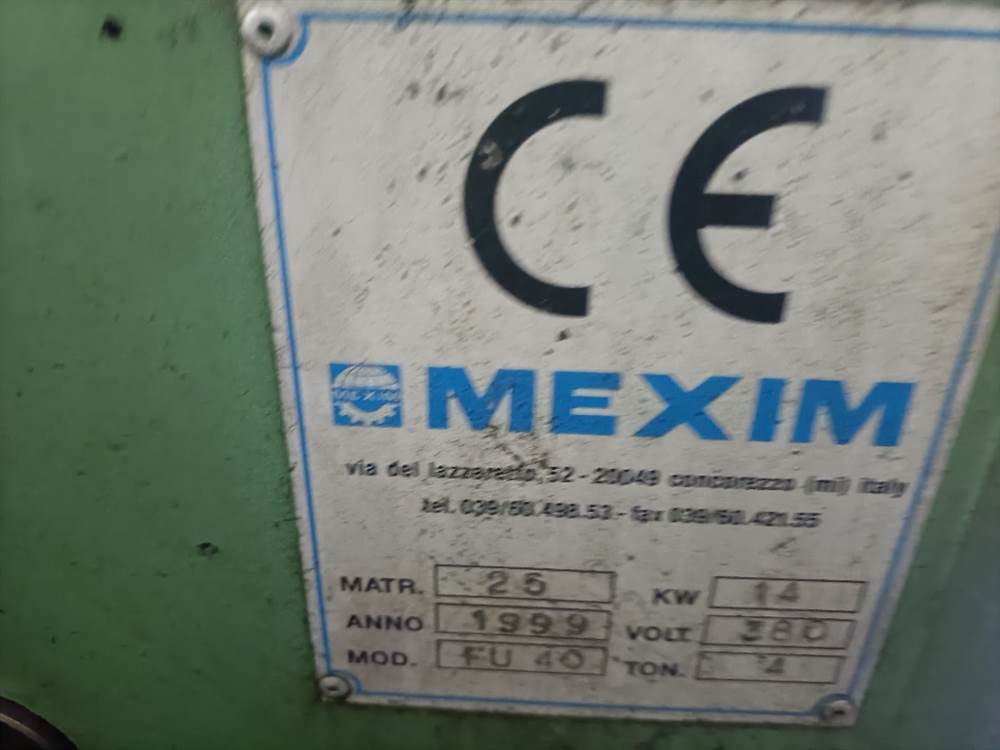 CE
MEXIM
MEXIM
via del lazzaretto, 52 - 20049 concorezzo (mi) italy
tel. 039/60.498.53 - fax 039/60.421.55
MATR. 25 KW 14
ANNO 1999 VOLT 380
MOD. FU 40 TON. 4